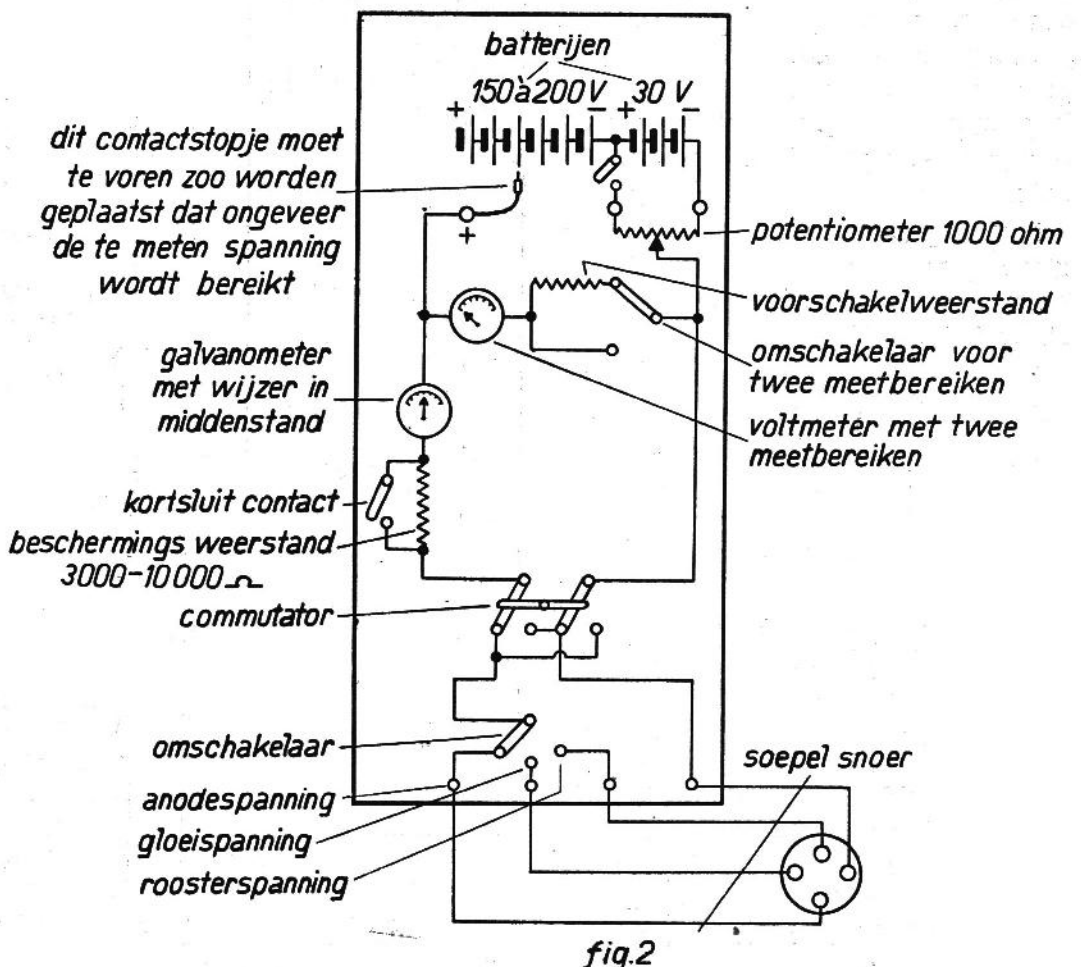 batterijen
+ 150 à 200 V - + 30 V -
dit contactstopje moet
te voren zoo worden
geplaatst dat ongeveer
de te meten spanning
wordt bereikt
+
potentiometer 1000 ohm
voorschakelweerstand
omschakelaar voor
twee meetbereiken
voltmeter met twee
meetbereiken
galvanometer
met wijzer in
middenstand
kortsluit contact
beschermings weerstand
3000-10000 Ω
commutator
omschakelaar
anodespanning
gloeispanning
roosterspanning
soepel snoer
fig.2